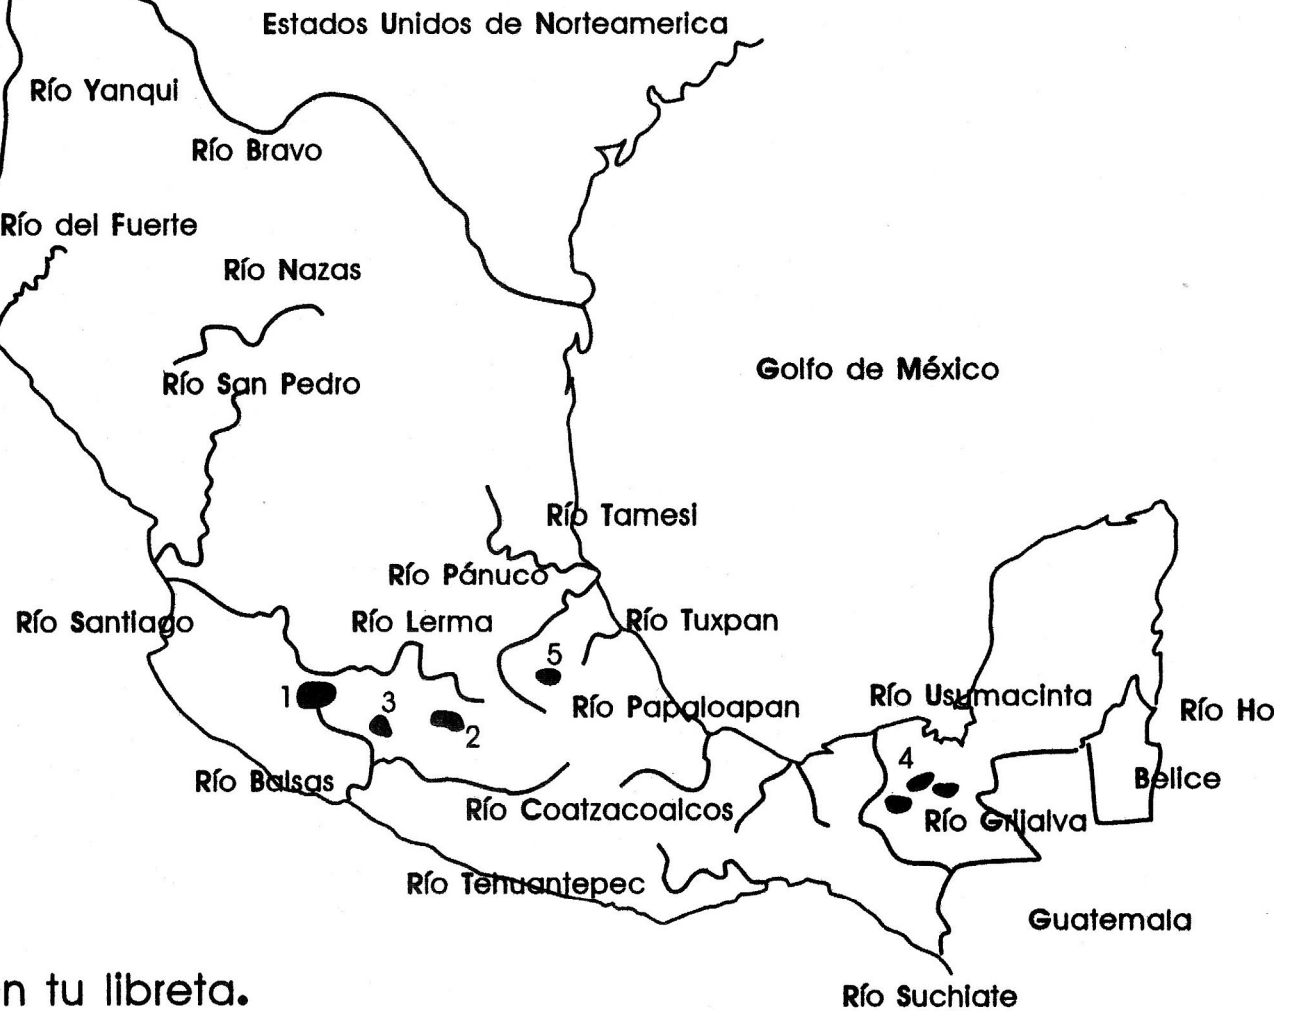 Estados Unidos de Norteamerica
Río Yanqui
Río Bravo
Río del Fuerte
Río Nazas
Golfo de México
Río San Pedro
Río Tamesi
Río Pánuco
Río Santiago
Río Lerma
Río Tuxpan
5
1
3
2
Río Papaloapan
Río Usumacinta
Río Ho
4
Río Balsas
Belice
Río Coatzacoalcos
Río Grijalva
Río Tehuantepec
Guatemala
n tu libreta.
Río Suchiate